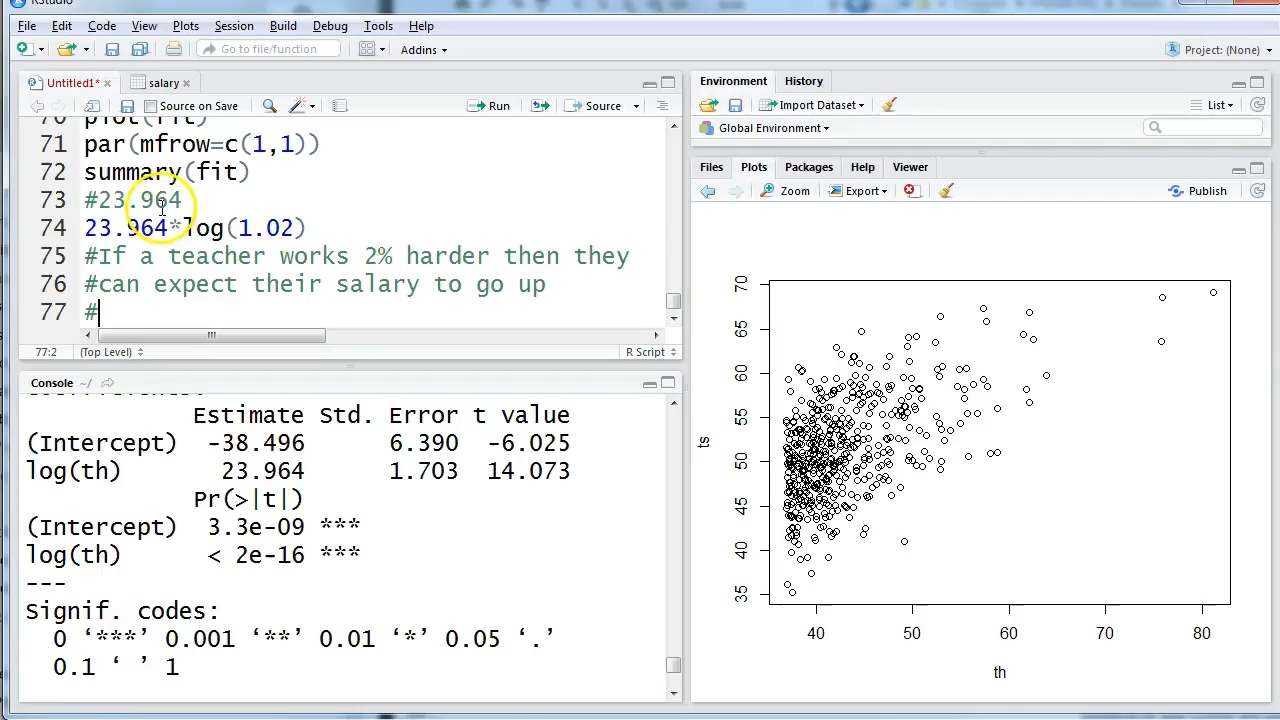 RStudio
File Edit Code View Plots Session Build Debug Tools Help
Go to file/function Addins Project: (None)
Untitled1* salary
Source on Save Run Source
70 plot(fit)
71 par(mfrow=c(1,1))
72 summary(fit)
73 #23.964
74 23.964*log(1.02)
75 #If a teacher works 2% harder then they
76 #can expect their salary to go up
77 #
77:2 (Top Level) R Script
Console ~/
Coefficients:
Estimate Std. Error t value
(Intercept) -38.496 6.390 -6.025
log(th) 23.964 1.703 14.073
Pr(>|t|)
(Intercept) 3.3e-09 ***
log(th) < 2e-16 ***
---
Signif. codes:
0 ‘***’ 0.001 ‘**’ 0.01 ‘*’ 0.05 ‘.’
0.1 ‘ ’ 1
Environment History
Import Dataset List
Global Environment
Files Plots Packages Help Viewer
Zoom Export Publish
70
65
60
55
50
45
40
35
ts
40 50 60 70 80
th